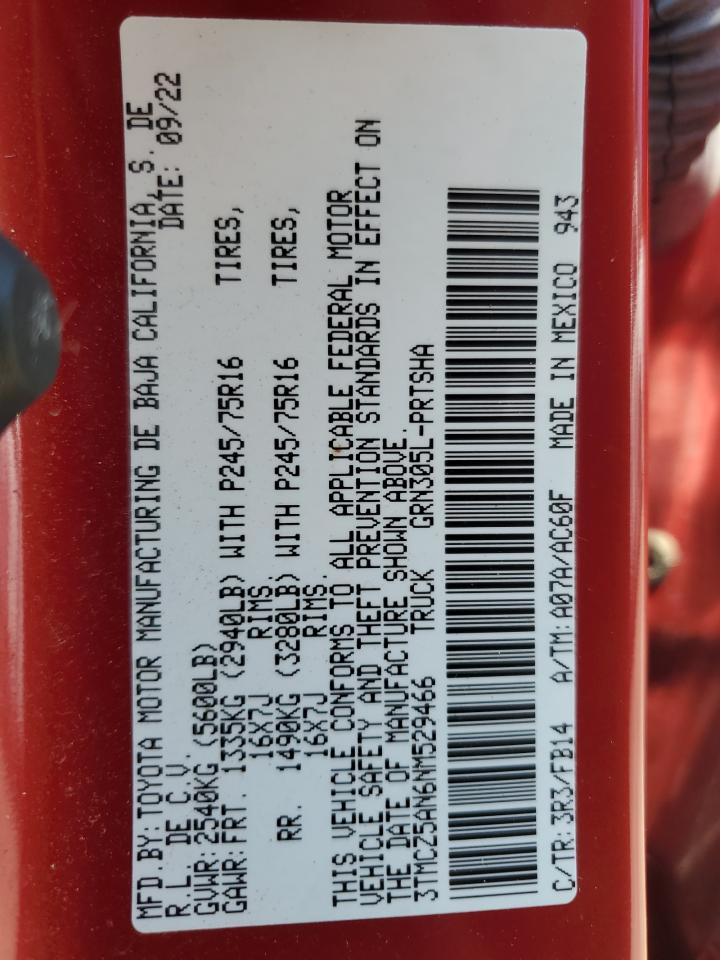 MFD.BY: TOYOTA MOTOR MANUFACTURING DE BAJA CALIFORNIA, S. DE
R.L. DE C.V. DATE: 09/22
GVWR: 2540KG (5600LB)
GAWR: FRT. 1335KG (2940LB) WITH P245/75R16 TIRES,
16X7J RIMS,
RR. 1490KG (3280LB) WITH P245/75R16 TIRES,
16X7J RIMS.
THIS VEHICLE CONFORMS TO ALL APPLICABLE FEDERAL MOTOR
VEHICLE SAFETY AND THEFT PREVENTION STANDARDS IN EFFECT ON
THE DATE OF MANUFACTURE SHOWN ABOVE.
3TMCZ5AN6NM529466 TRUCK GRN305L-PRTSHA
C/TR: 3R3/FB14 A/TM: A07A/AC60F MADE IN MEXICO 943